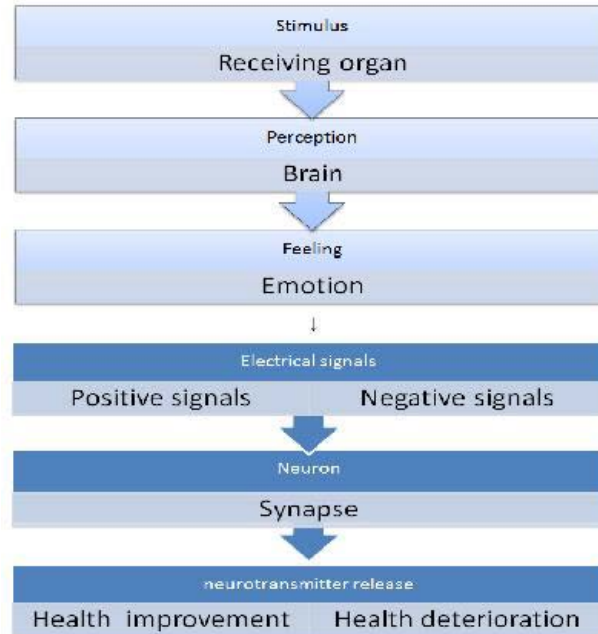 Stimulus
Receiving organ
Perception
Brain
Feeling
Emotion
↓
Electrical signals
Positive signals Negative signals
Neuron
Synapse
neurotransmitter release
Health improvement Health deterioration